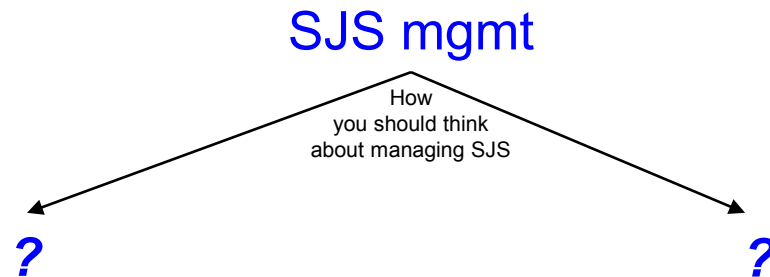 SJS mgmt
How
you should think
about managing SJS
? ?